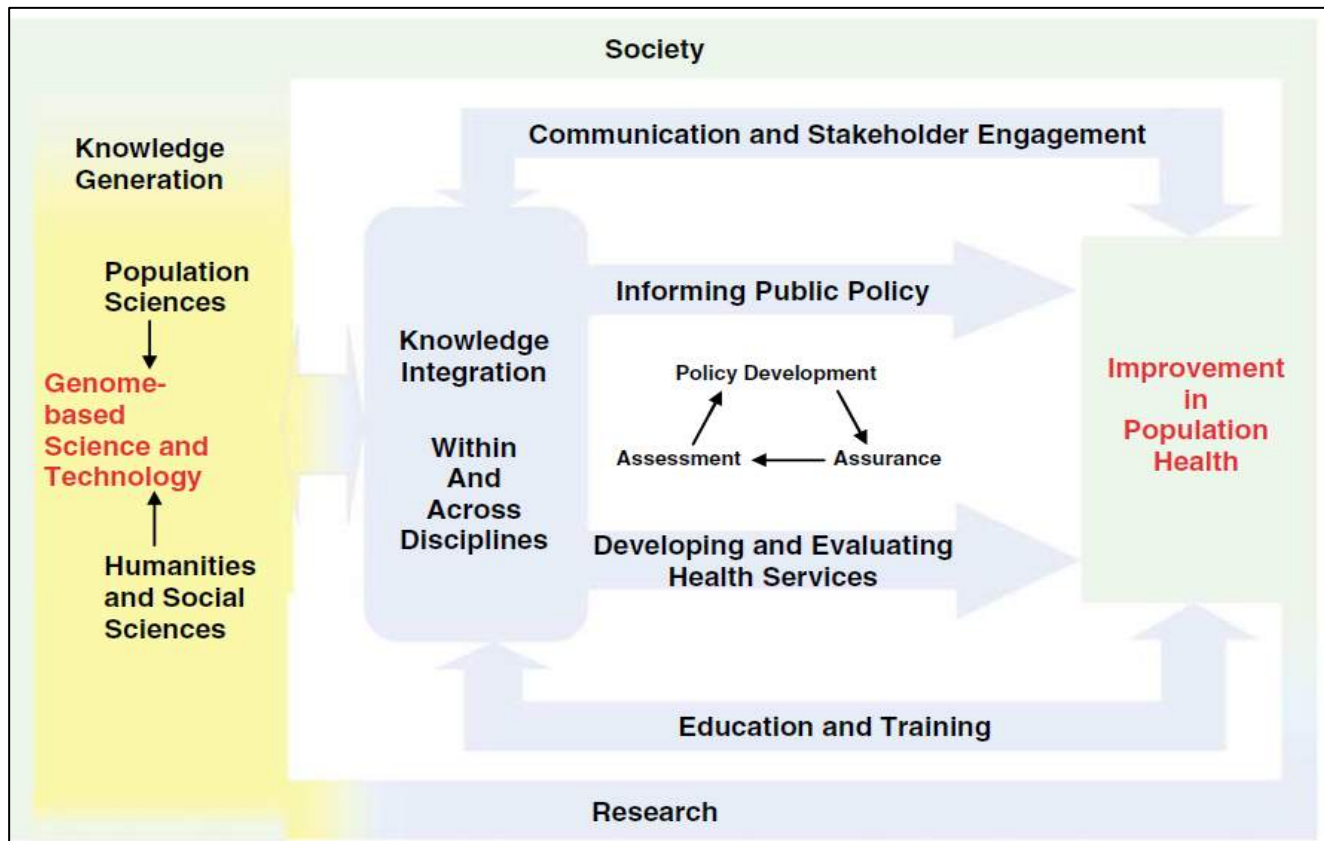 Society
Knowledge
Generation
Population
Sciences
Genome-
based
Science and
Technology
Humanities
and Social
Sciences
Communication and Stakeholder Engagement
Knowledge
Integration
Within
And
Across
Disciplines
Informing Public Policy
Policy Development
Assessment
Assurance
Developing and Evaluating
Health Services
Education and Training
Improvement
in
Population
Health
Research